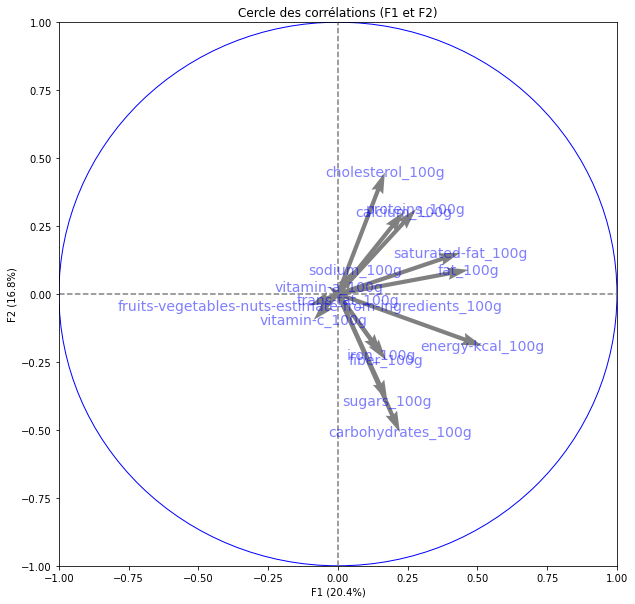 Cercle des corrélations (F1 et F2)
1.00
0.75
0.50
0.25
0.00
−0.25
−0.50
−0.75
−1.00
F2 (16.8%)
cholesterol_100g
proteins_100g
calcium_100g
saturated-fat_100g
fat_100g
sodium_100g
vitamin-a_100g
trans-fat_100g
fruits-vegetables-nuts-estimate-from-ingredients_100g
vitamin-c_100g
energy-kcal_100g
iron_100g
fiber_100g
sugars_100g
carbohydrates_100g
−1.00
−0.75
−0.50
−0.25
0.00
0.25
0.50
0.75
1.00
F1 (20.4%)